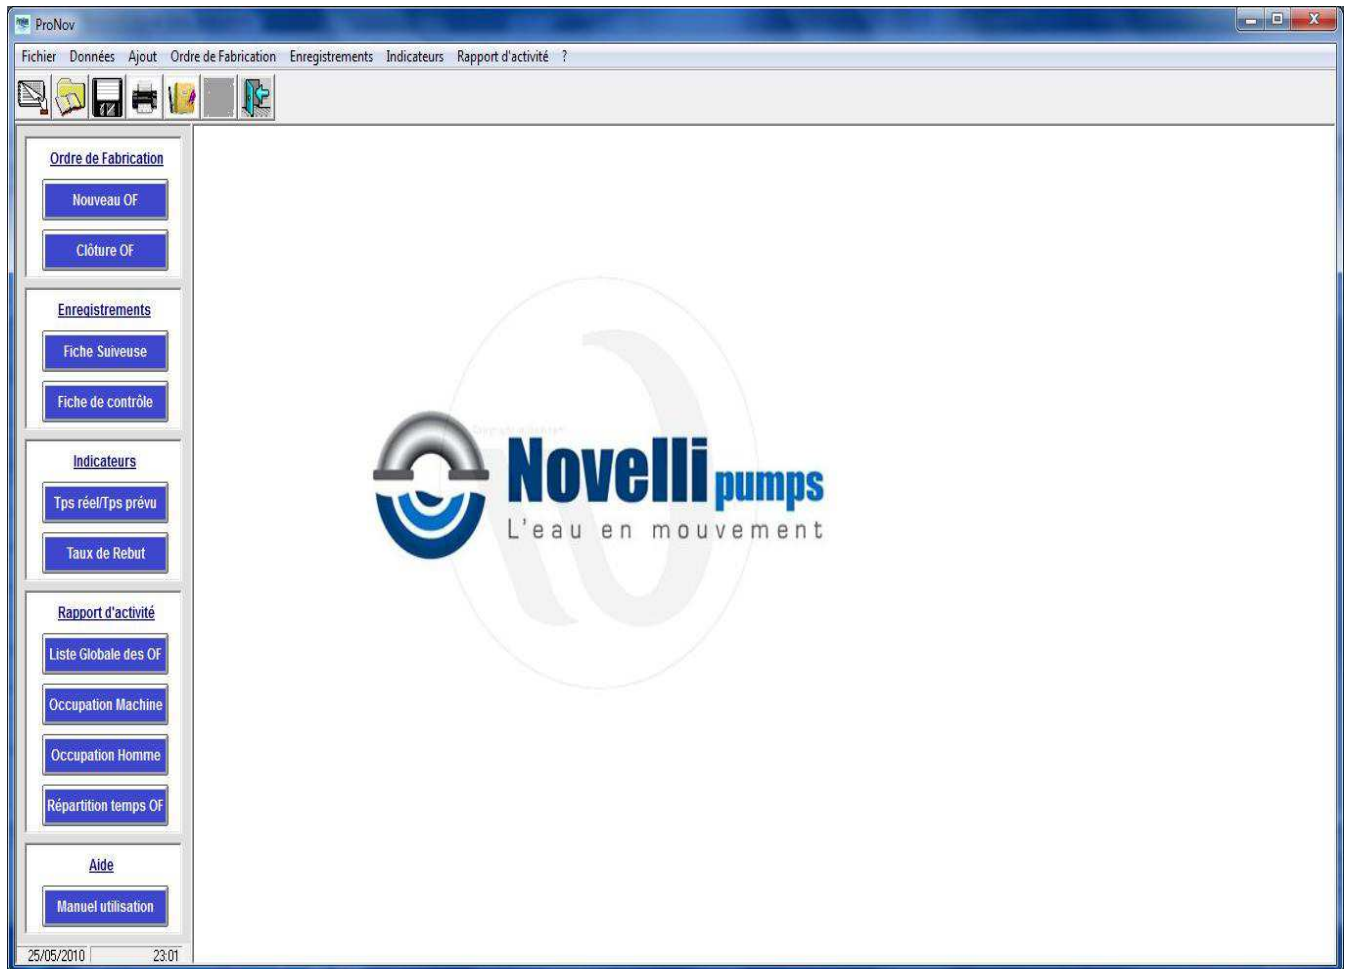 ProNov
Fichier Données Ajout Ordre de Fabrication Enregistrements Indicateurs Rapport d'activité ?
Ordre de Fabrication
Nouveau OF
Clôture OF
Enregistrements
Fiche Suiveuse
Fiche de contrôle
Indicateurs
Tps réel/Tps prévu
Taux de Rebut
Rapport d'activité
Liste Globale des OF
Occupation Machine
Occupation Homme
Répartition temps OF
Aide
Manuel utilisation
25/05/2010 23:01
Novelli pumps
L'eau en mouvement